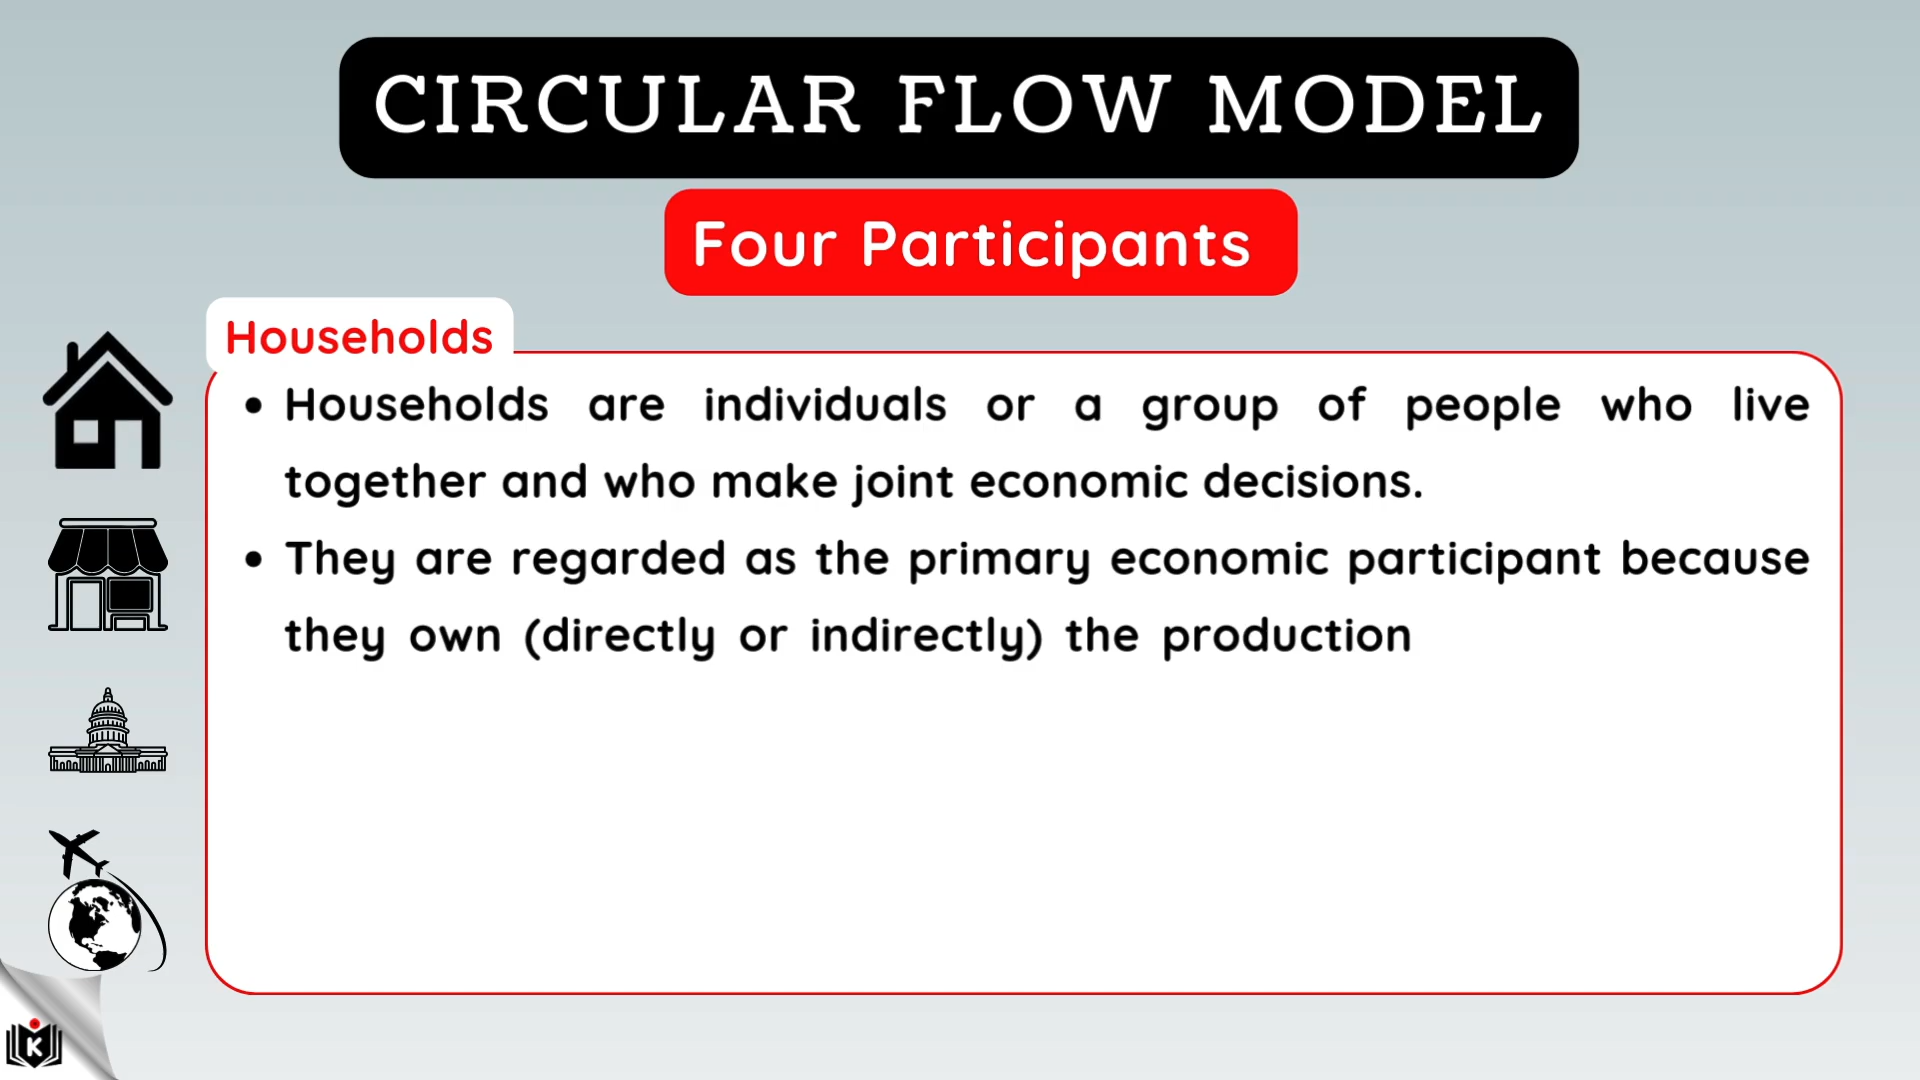 CIRCULAR FLOW MODEL
Four Participants
Households
• Households are individuals or a group of people who live
together and who make joint economic decisions.
• They are regarded as the primary economic participant because
they own (directly or indirectly) the production
K